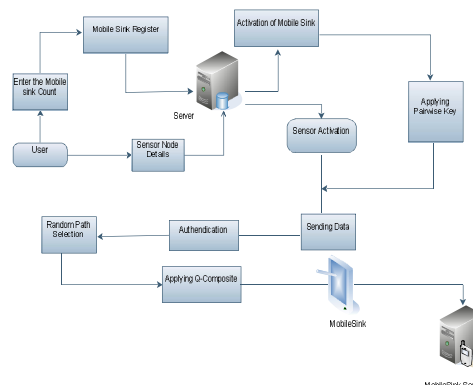 Mobile Sink Register
Activation of Mobile Sink
Enter the Mobile
sink Count
Server
Applying
Pairwise Key
User
Sensor Node
Details
Sensor Activation
Random Path
Selection
Authendication
Sending Data
Applying Q-Composite
MobileSink